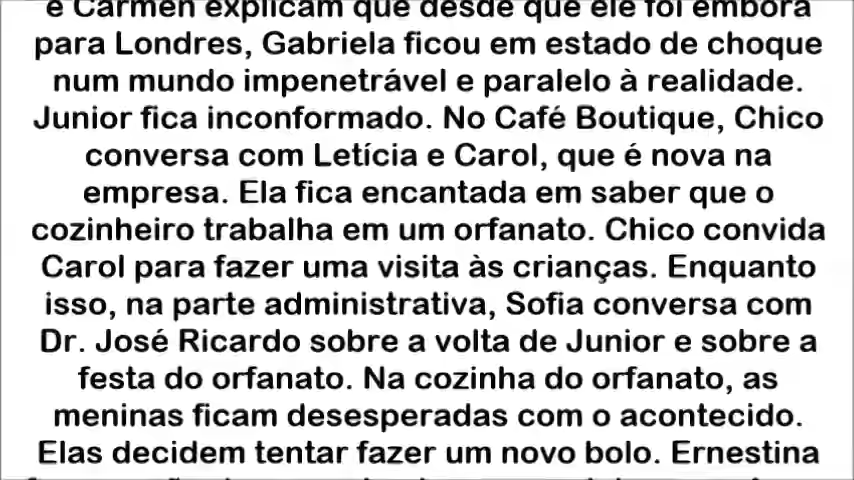 e Carmen explicam que desde que ele foi embora
para Londres, Gabriela ficou em estado de choque
num mundo impenetrável e paralelo à realidade.
Junior fica inconformado. No Café Boutique, Chico
conversa com Letícia e Carol, que é nova na
empresa. Ela fica encantada em saber que o
cozinheiro trabalha em um orfanato. Chico convida
Carol para fazer uma visita às crianças. Enquanto
isso, na parte administrativa, Sofia conversa com
Dr. José Ricardo sobre a volta de Junior e sobre a
festa do orfanato. Na cozinha do orfanato, as
meninas ficam desesperadas com o acontecido.
Elas decidem tentar fazer um novo bolo. Ernestina